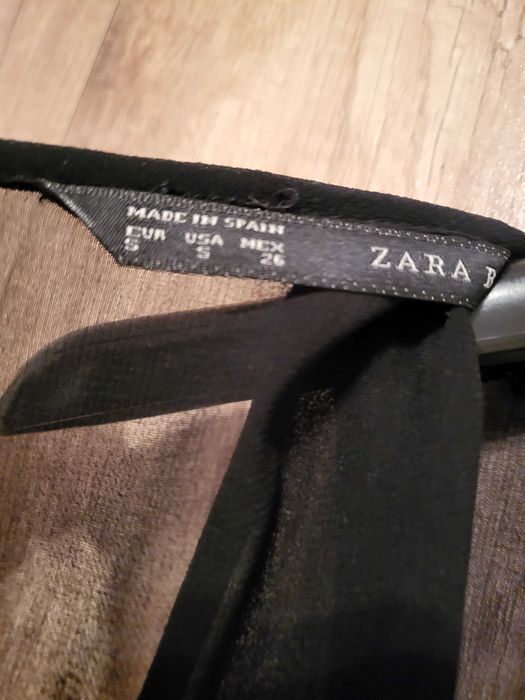 MADE IN SPAIN
EUR USA MEX
S S 26
ZARA B